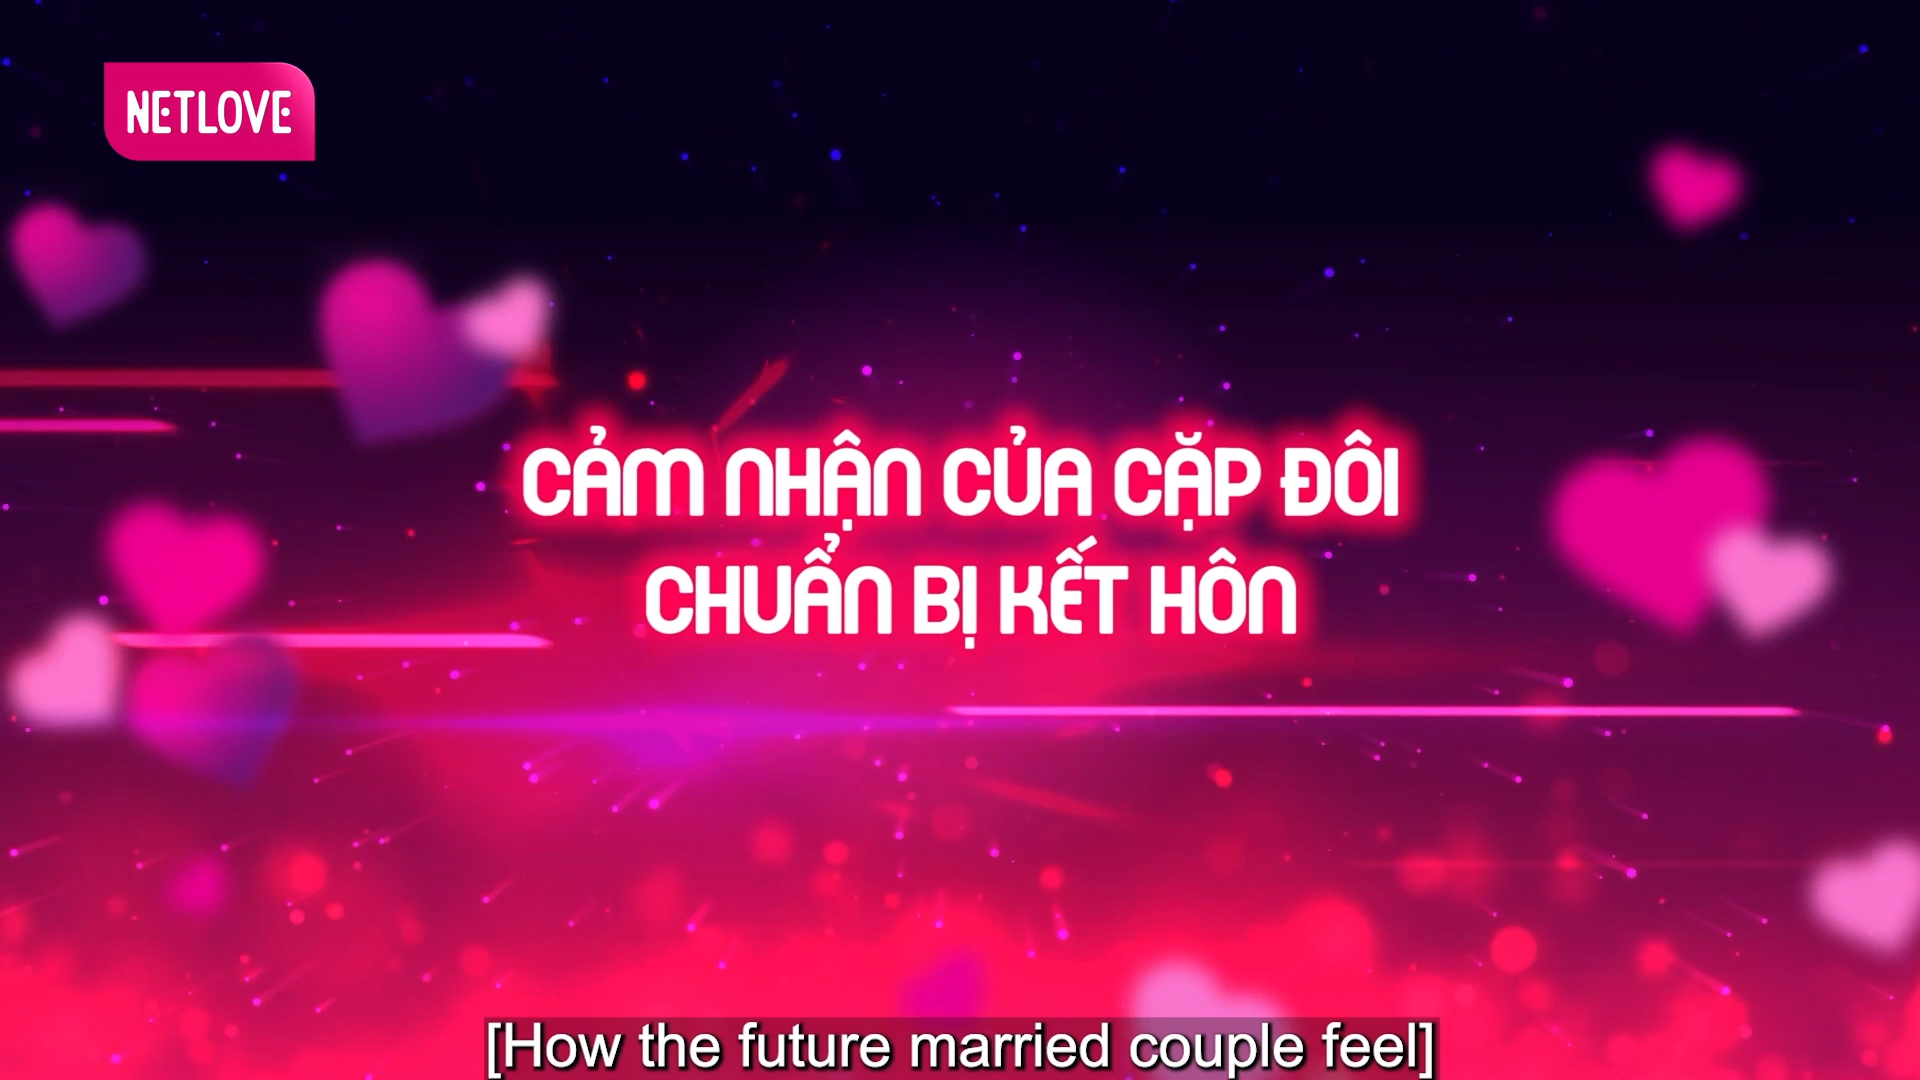 NETLOVE
CẢM NHẬN CỦA CẶP ĐÔI
CHUẨN BỊ KẾT HÔN
[How the future married couple feel]